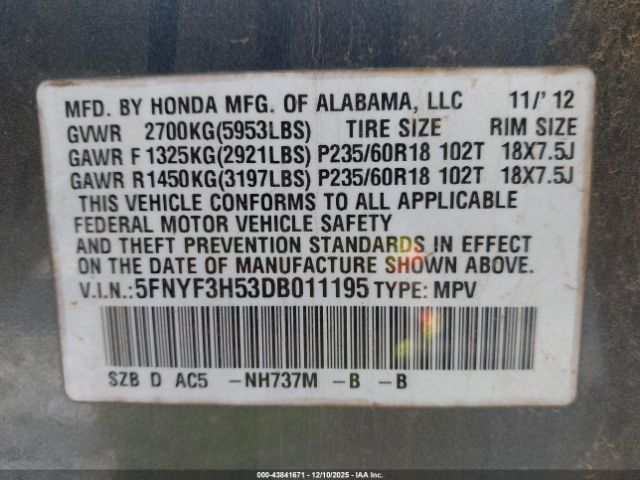 MFD. BY HONDA MFG. OF ALABAMA, LLC 11/' 12
GVWR 2700KG(5953LBS) TIRE SIZE RIM SIZE
GAWR F 1325KG(2921LBS) P235/60R18 102T 18X7.5J
GAWR R1450KG(3197LBS) P235/60R18 102T 18X7.5J
THIS VEHICLE CONFORMS TO ALL APPLICABLE
FEDERAL MOTOR VEHICLE SAFETY
AND THEFT PREVENTION STANDARDS IN EFFECT
ON THE DATE OF MANUFACTURE SHOWN ABOVE.
V.I.N.:5FNYF3H53DB011195 TYPE: MPV
SZB D AC5 -NH737M -B -B
000-43841671 - 12/10/2025 - IAAI.COM